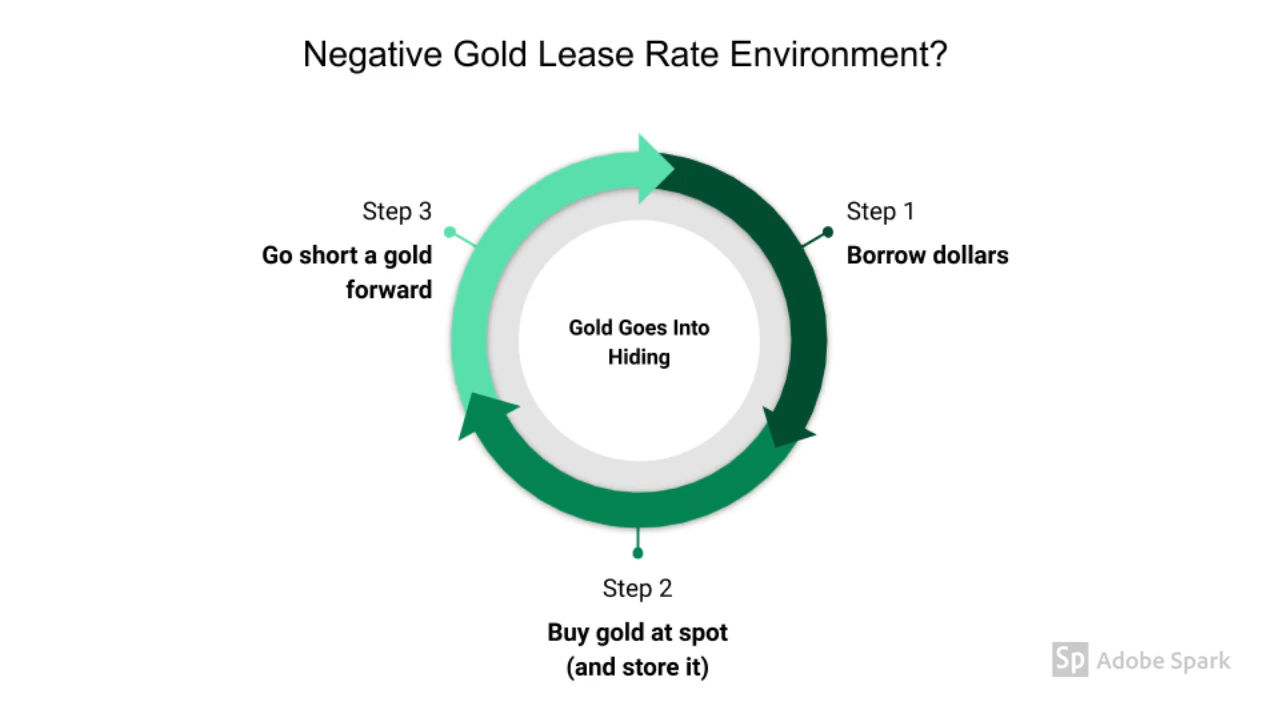 Negative Gold Lease Rate Environment?
Step 1
Borrow dollars
Step 2
Buy gold at spot
(and store it)
Step 3
Go short a gold
forward
Gold Goes Into
Hiding
Sp Adobe Spark